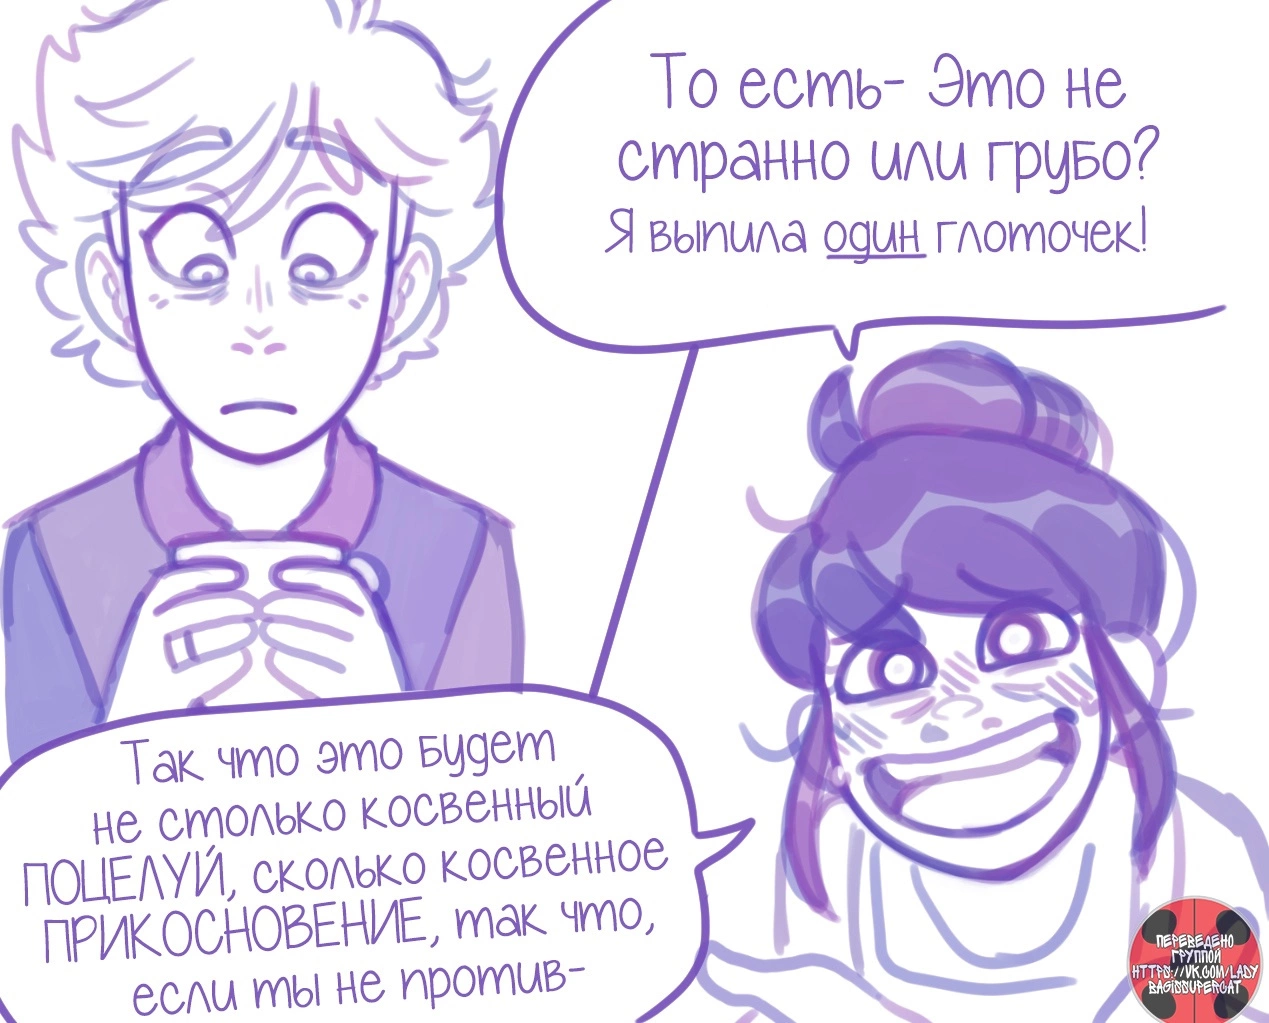 То есть- Это не
странно или грубо?
Я выпила один глоточек!
Так что это будет
не столько косвенный
ПОЦЕЛУЙ, сколько косвенное
ПРИКОСНОВЕНИЕ, так что,
если ты не против-
ПЕРЕВЕДЕНО
ГРУППОЙ
HTTPS://VK.COM/LADY
BAGISSUPERCAT